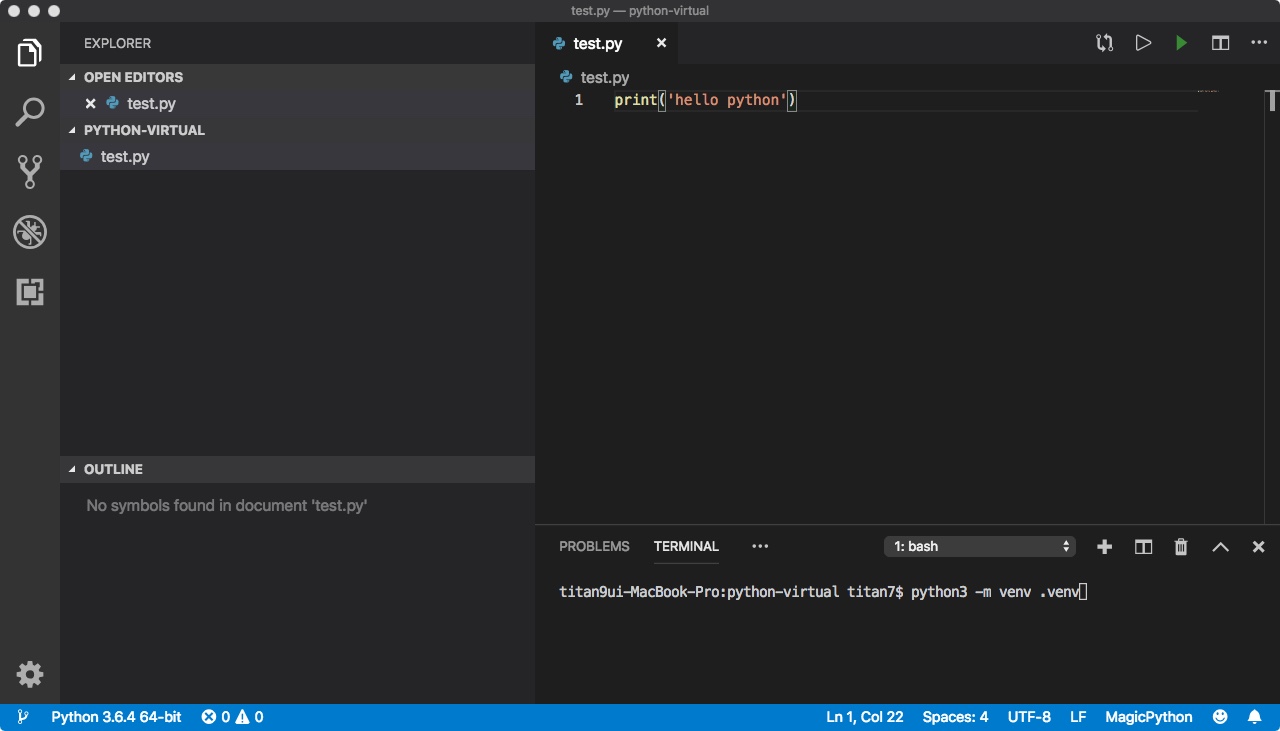 test.py — python-virtual
EXPLORER
OPEN EDITORS
test.py
PYTHON-VIRTUAL
test.py
OUTLINE
No symbols found in document 'test.py'
test.py
test.py
1 print('hello python')
PROBLEMS TERMINAL
1: bash
titan9ui-MacBook-Pro:python-virtual titan7$ python3 -m venv .venv
Python 3.6.4 64-bit 0 0 Ln 1, Col 22 Spaces: 4 UTF-8 LF MagicPython